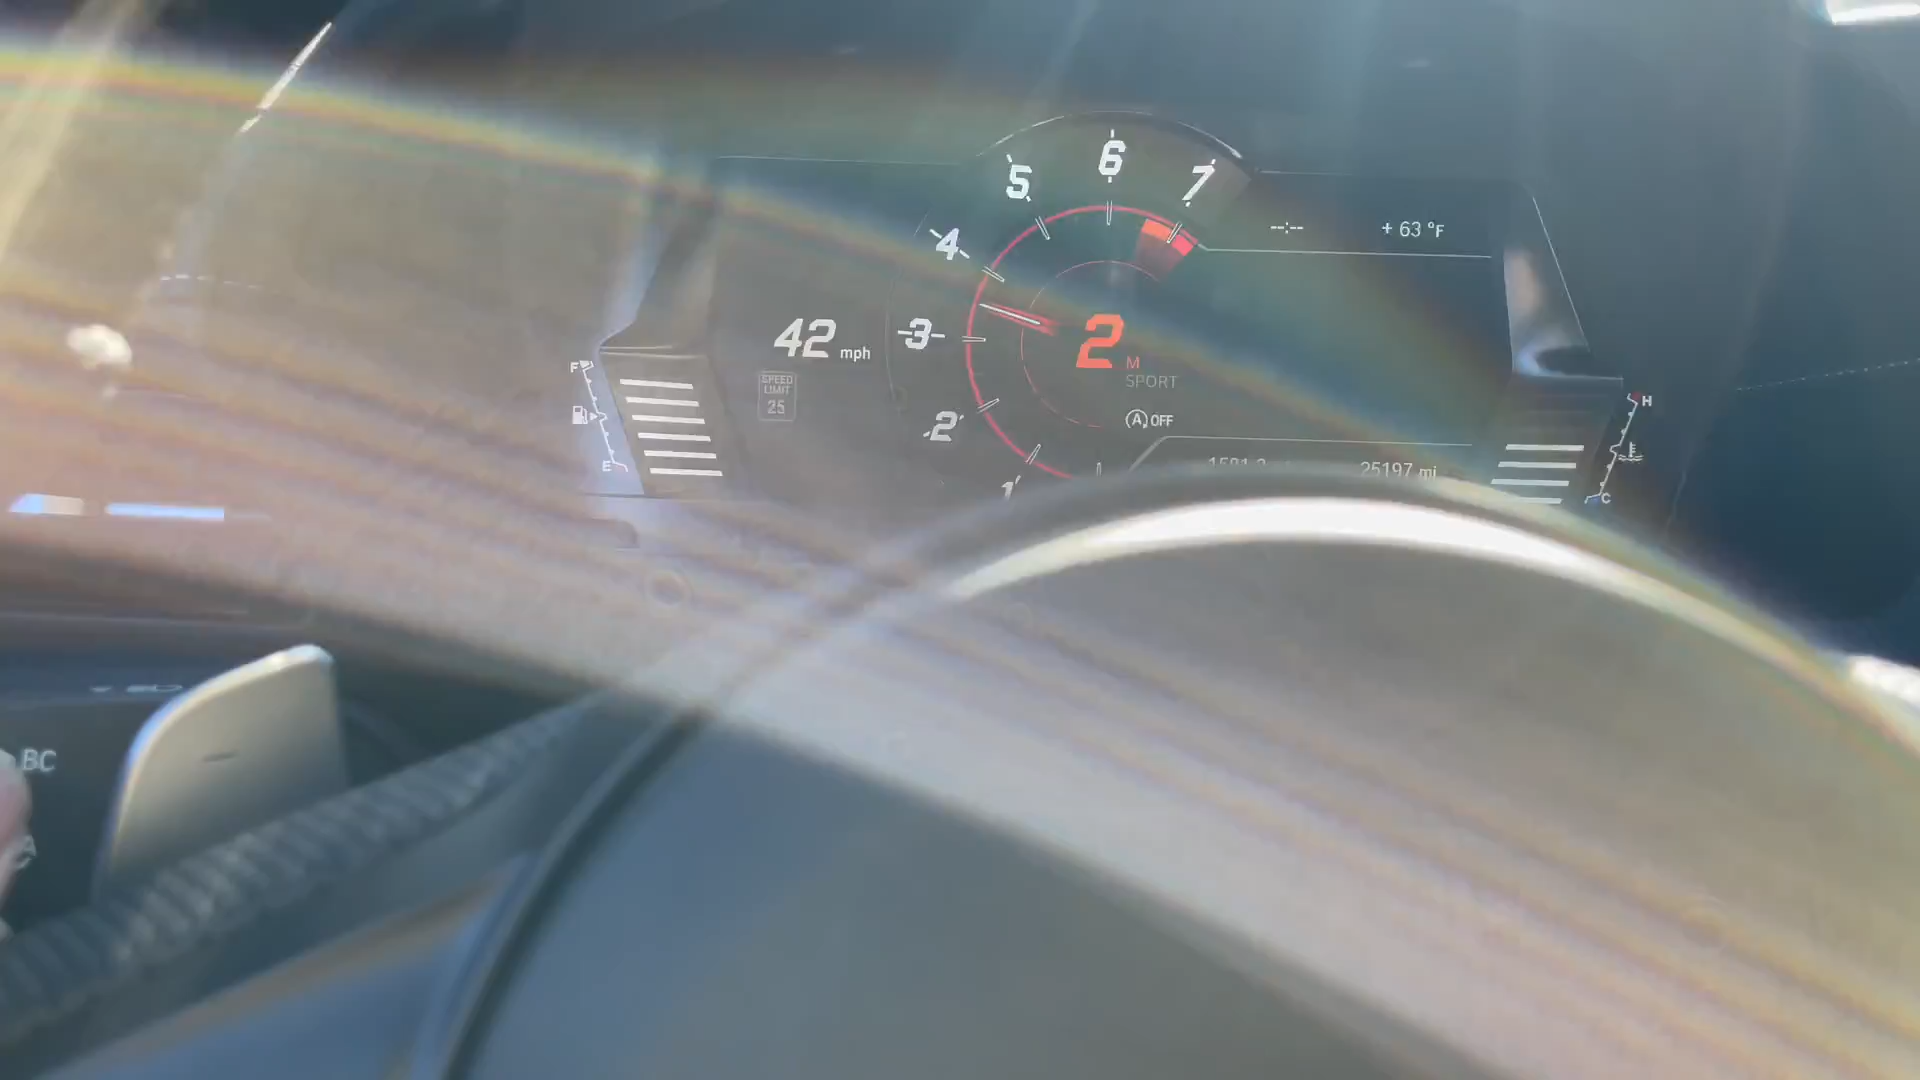 6
5
7
4
--:--
+ 63 °F
3
42 mph
2
M
SPORT
SPEED
LIMIT
25
F
E
H
C
(A) OFF
2
25197 mi
1
BC